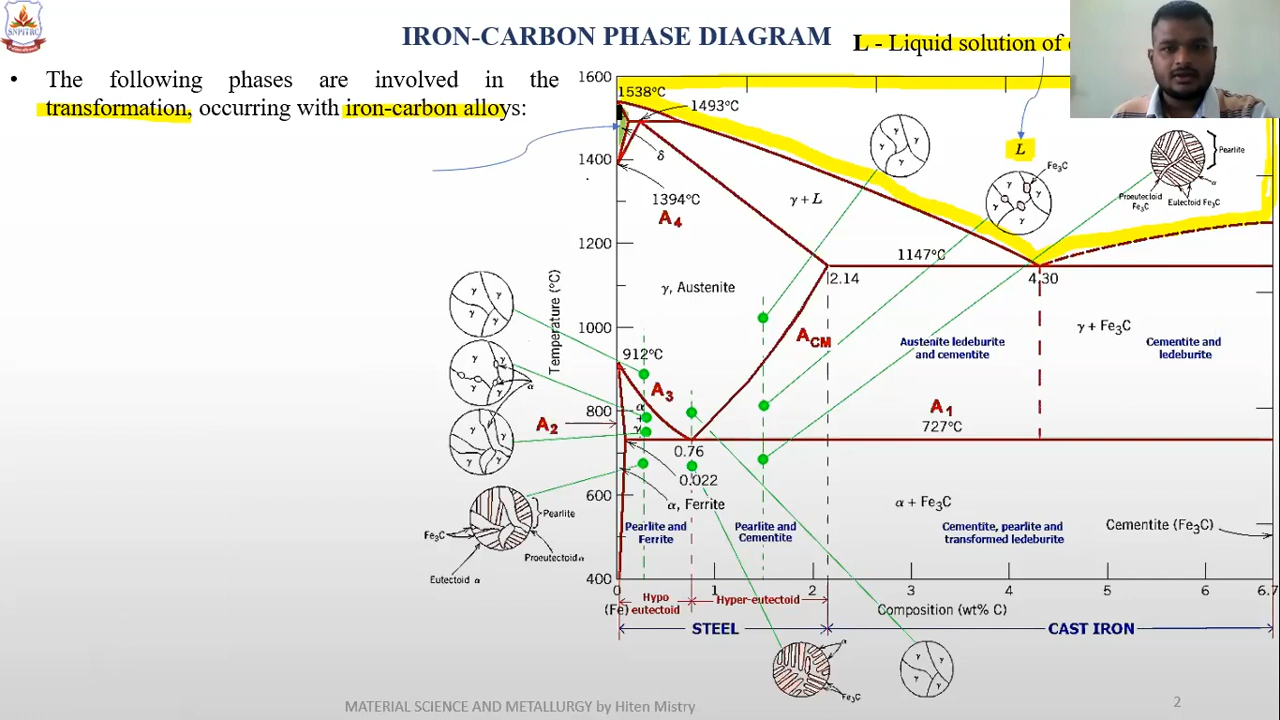 SNPITRC
IRON-CARBON PHASE DIAGRAM
L - Liquid solution of
• The following phases are involved in the
transformation, occurring with iron-carbon alloys:
1600
1538°C
1493°C
δ
1400
1394°C
A4
γ + L
L
Fe3C
γ
γ
γ
γ
γ
γ
Pearlite
Proeutectoid
Fe3C
Eutectoid Fe3C
α
1200
1147°C
2.14
4.30
γ, Austenite
Temperature (°C)
1000
ACM
Austenite ledeburite
and cementite
γ + Fe3C
Cementite and
ledeburite
912°C
A3
α
+
γ
800
A2
A1
727°C
0.76
0.022
600
α, Ferrite
α + Fe3C
Pearlite and
Ferrite
Pearlite and
Cementite
Cementite, pearlite and
transformed ledeburite
Cementite (Fe3C)
γ
γ
γ
γ
γ
γ
γ
α
γ
γ
γ
Pearlite
Fe3C
Proeutectoid α
Eutectoid α
400
0
1
2
3
4
5
6
6.7
(Fe)
Hypo
eutectoid
Hyper-eutectoid
Composition (wt% C)
STEEL
CAST IRON
α
Fe3C
γ
γ
γ
γ
MATERIAL SCIENCE AND METALLURGY by Hiten Mistry
2